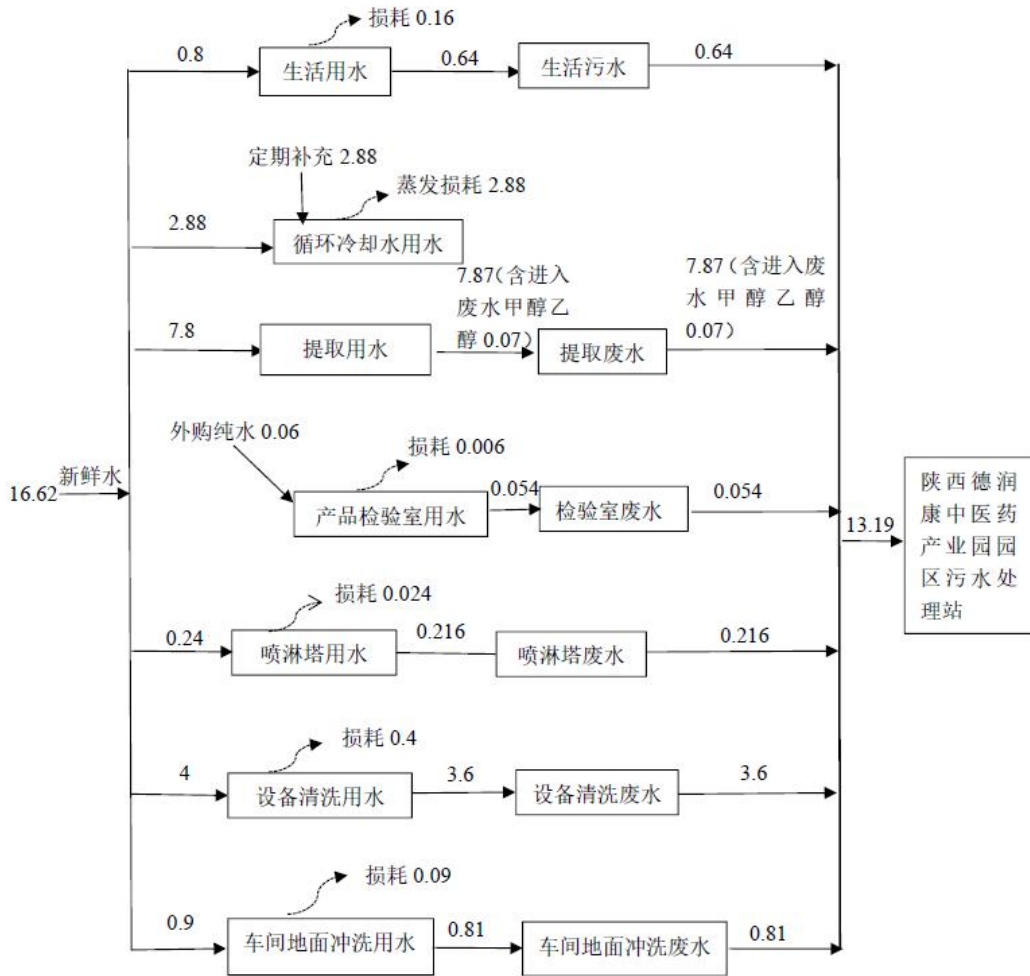 损耗 0.16
0.8
生活用水
0.64
生活污水
0.64
定期补充 2.88
蒸发损耗 2.88
2.88
循环冷却水用水
7.87（含进入
废水甲醇乙
醇 0.07）
7.87（含进入废
水甲醇乙醇
0.07）
7.8
提取用水
提取废水
外购纯水 0.06
损耗 0.006
新鲜水
16.62
产品检验室用水
0.054
检验室废水
0.054
13.19
陕西德润
康中医药
产业园园
区污水处
理站
损耗 0.024
0.24
喷淋塔用水
0.216
喷淋塔废水
0.216
损耗 0.4
4
设备清洗用水
3.6
设备清洗废水
3.6
损耗 0.09
0.9
车间地面冲洗用水
0.81
车间地面冲洗废水
0.81